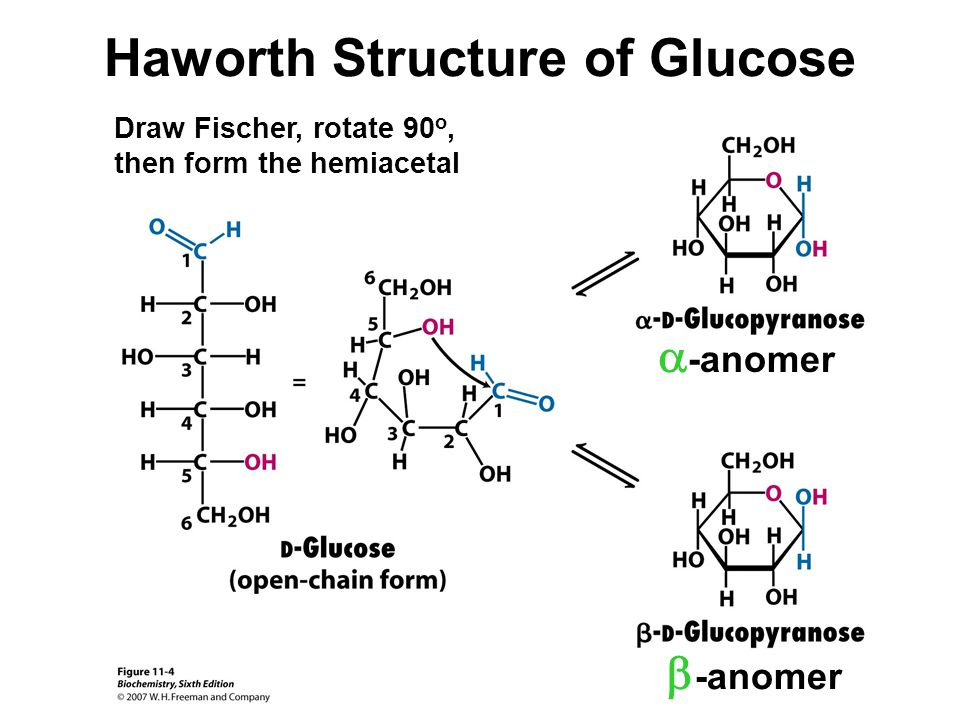 Haworth Structure of Glucose
Draw Fischer, rotate 90o,
then form the hemiacetal
O H
C
1
H C OH
2
HO C H
3
H C OH
4
H C OH
5
6 CH2OH
=
6 CH2OH
5
H C OH
H
4 C
HO
OH
3 C
H
H
2 C
OH
H
C O
1
D-Glucose
(open-chain form)
CH2OH
H O H
H
OH H
HO OH
H OH
α-D-Glucopyranose
α-anomer
CH2OH
H O OH
H
OH H
HO H
H OH
β-D-Glucopyranose
β-anomer
Figure 11-4
Biochemistry, Sixth Edition
© 2007 W. H. Freeman and Company